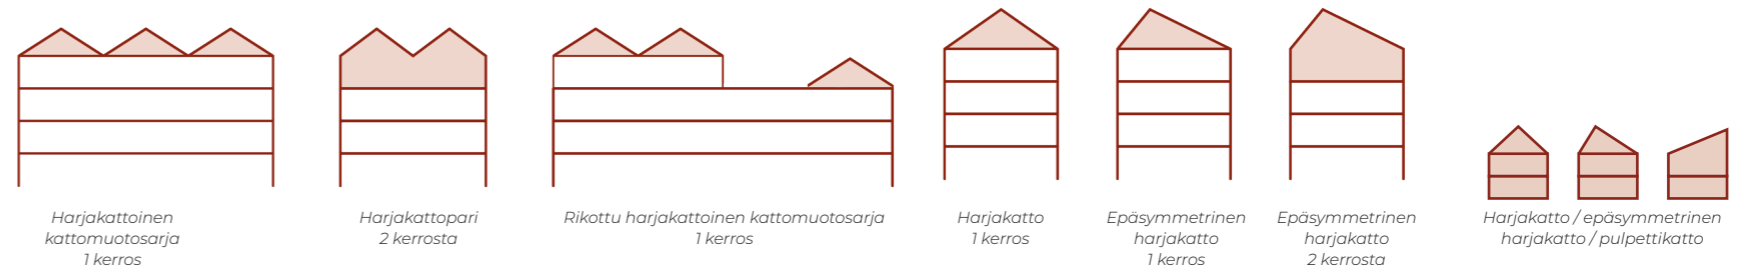 Harjakattoinen
kattomuotosarja
1 kerros
Harjakattopari
2 kerrosta
Rikottu harjakattoinen kattomuotosarja
1 kerros
Harjakatto
1 kerros
Epäsymmetrinen
harjakatto
1 kerros
Epäsymmetrinen
harjakatto
2 kerrosta
Harjakatto / epäsymmetrinen
harjakatto / pulpettikatto